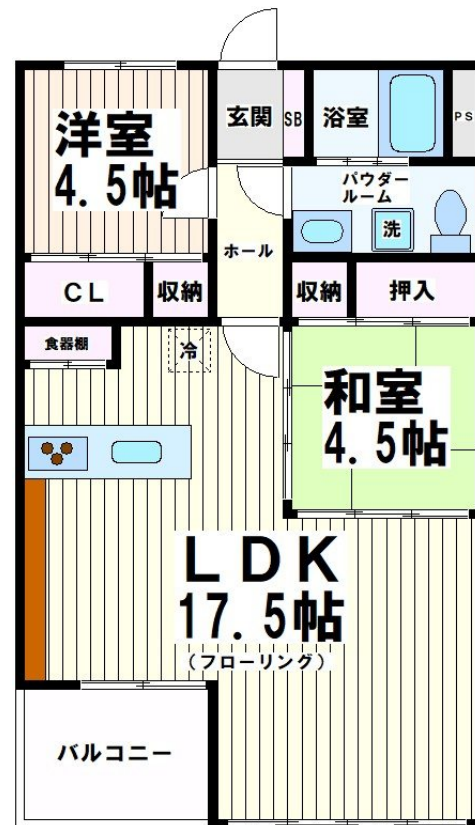 玄関
SB
浴室
PS
洋室
4.5帖
パウダー
ルーム
洗
ホール
CL
収納
収納
押入
食器棚
冷
和室
4.5帖
LDK
17.5帖
(フローリング)
バルコニー